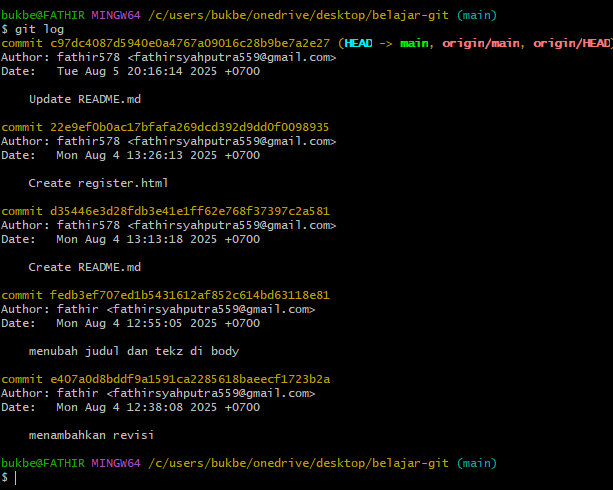 bukbe@FATHIR MINGW64 /c/users/bukbe/onedrive/desktop/belajar-git (main)
$ git log
commit c97dc4087d5940e0a4767a09016c28b9be7a2e27 (HEAD -> main, origin/main, origin/HEAD)
Author: fathir578 <fathirsyahputra559@gmail.com>
Date:   Tue Aug 5 20:16:14 2025 +0700

    Update README.md

commit 22e9ef0b0ac17bfafa269dcd392d9dd0f0098935
Author: fathir578 <fathirsyahputra559@gmail.com>
Date:   Mon Aug 4 13:26:13 2025 +0700

    Create register.html

commit d35446e3d28fdb3e41e1ff62e768f37397c2a581
Author: fathir578 <fathirsyahputra559@gmail.com>
Date:   Mon Aug 4 13:13:18 2025 +0700

    Create README.md

commit fedb3ef707ed1b5431612af852c614bd63118e81
Author: fathir <fathirsyahputra559@gmail.com>
Date:   Mon Aug 4 12:55:05 2025 +0700

    menubah judul dan tekz di body

commit e407a0d8bddf9a1591ca2285618baeecf1723b2a
Author: fathir <fathirsyahputra559@gmail.com>
Date:   Mon Aug 4 12:38:08 2025 +0700

    menambahkan revisi

bukbe@FATHIR MINGW64 /c/users/bukbe/onedrive/desktop/belajar-git (main)
$